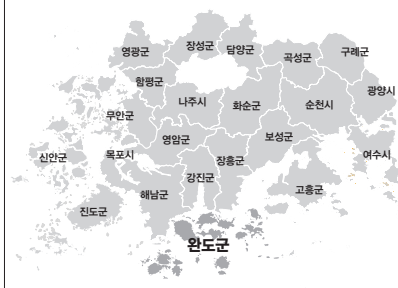 영광군
장성군
담양군
곡성군
구례군
함평군
나주시
화순군
순천시
광양시
무안군
영암군
보성군
여수시
신안군
목포시
장흥군
강진군
해남군
고흥군
진도군
완도군